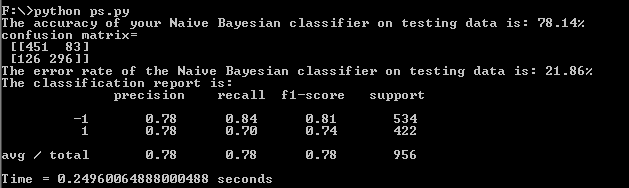 F:\>python ps.py
The accuracy of your Naive Bayesian classifier on testing data is: 78.14%
confusion matrix=
[[451 83]
[126 296]]
The error rate of the Naive Bayesian classifier on testing data is: 21.86%
The classification report is:
precision recall f1-score support
-1 0.78 0.84 0.81 534
1 0.78 0.70 0.74 422
avg / total 0.78 0.78 0.78 956
Time = 0.24960064888000488 seconds